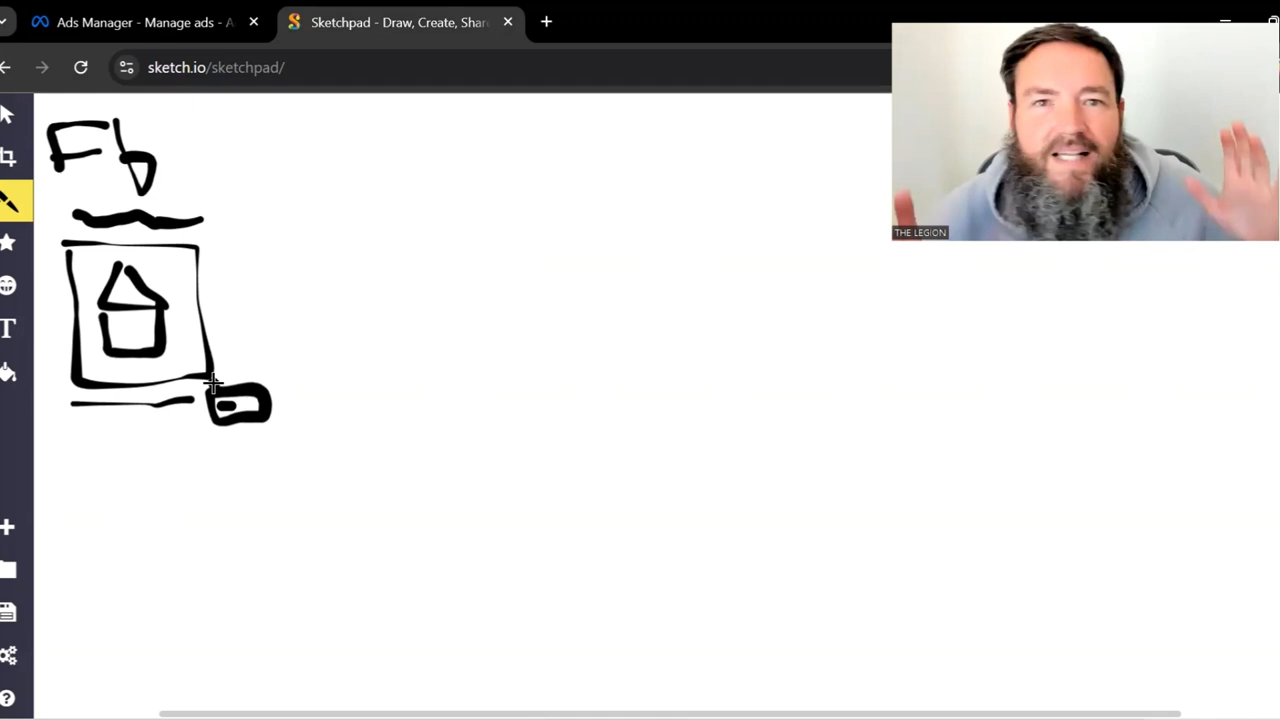 Ads Manager - Manage ads - A
Sketchpad - Draw, Create, Shar
sketch.io/sketchpad/
THE LEGION
Fb
T
?